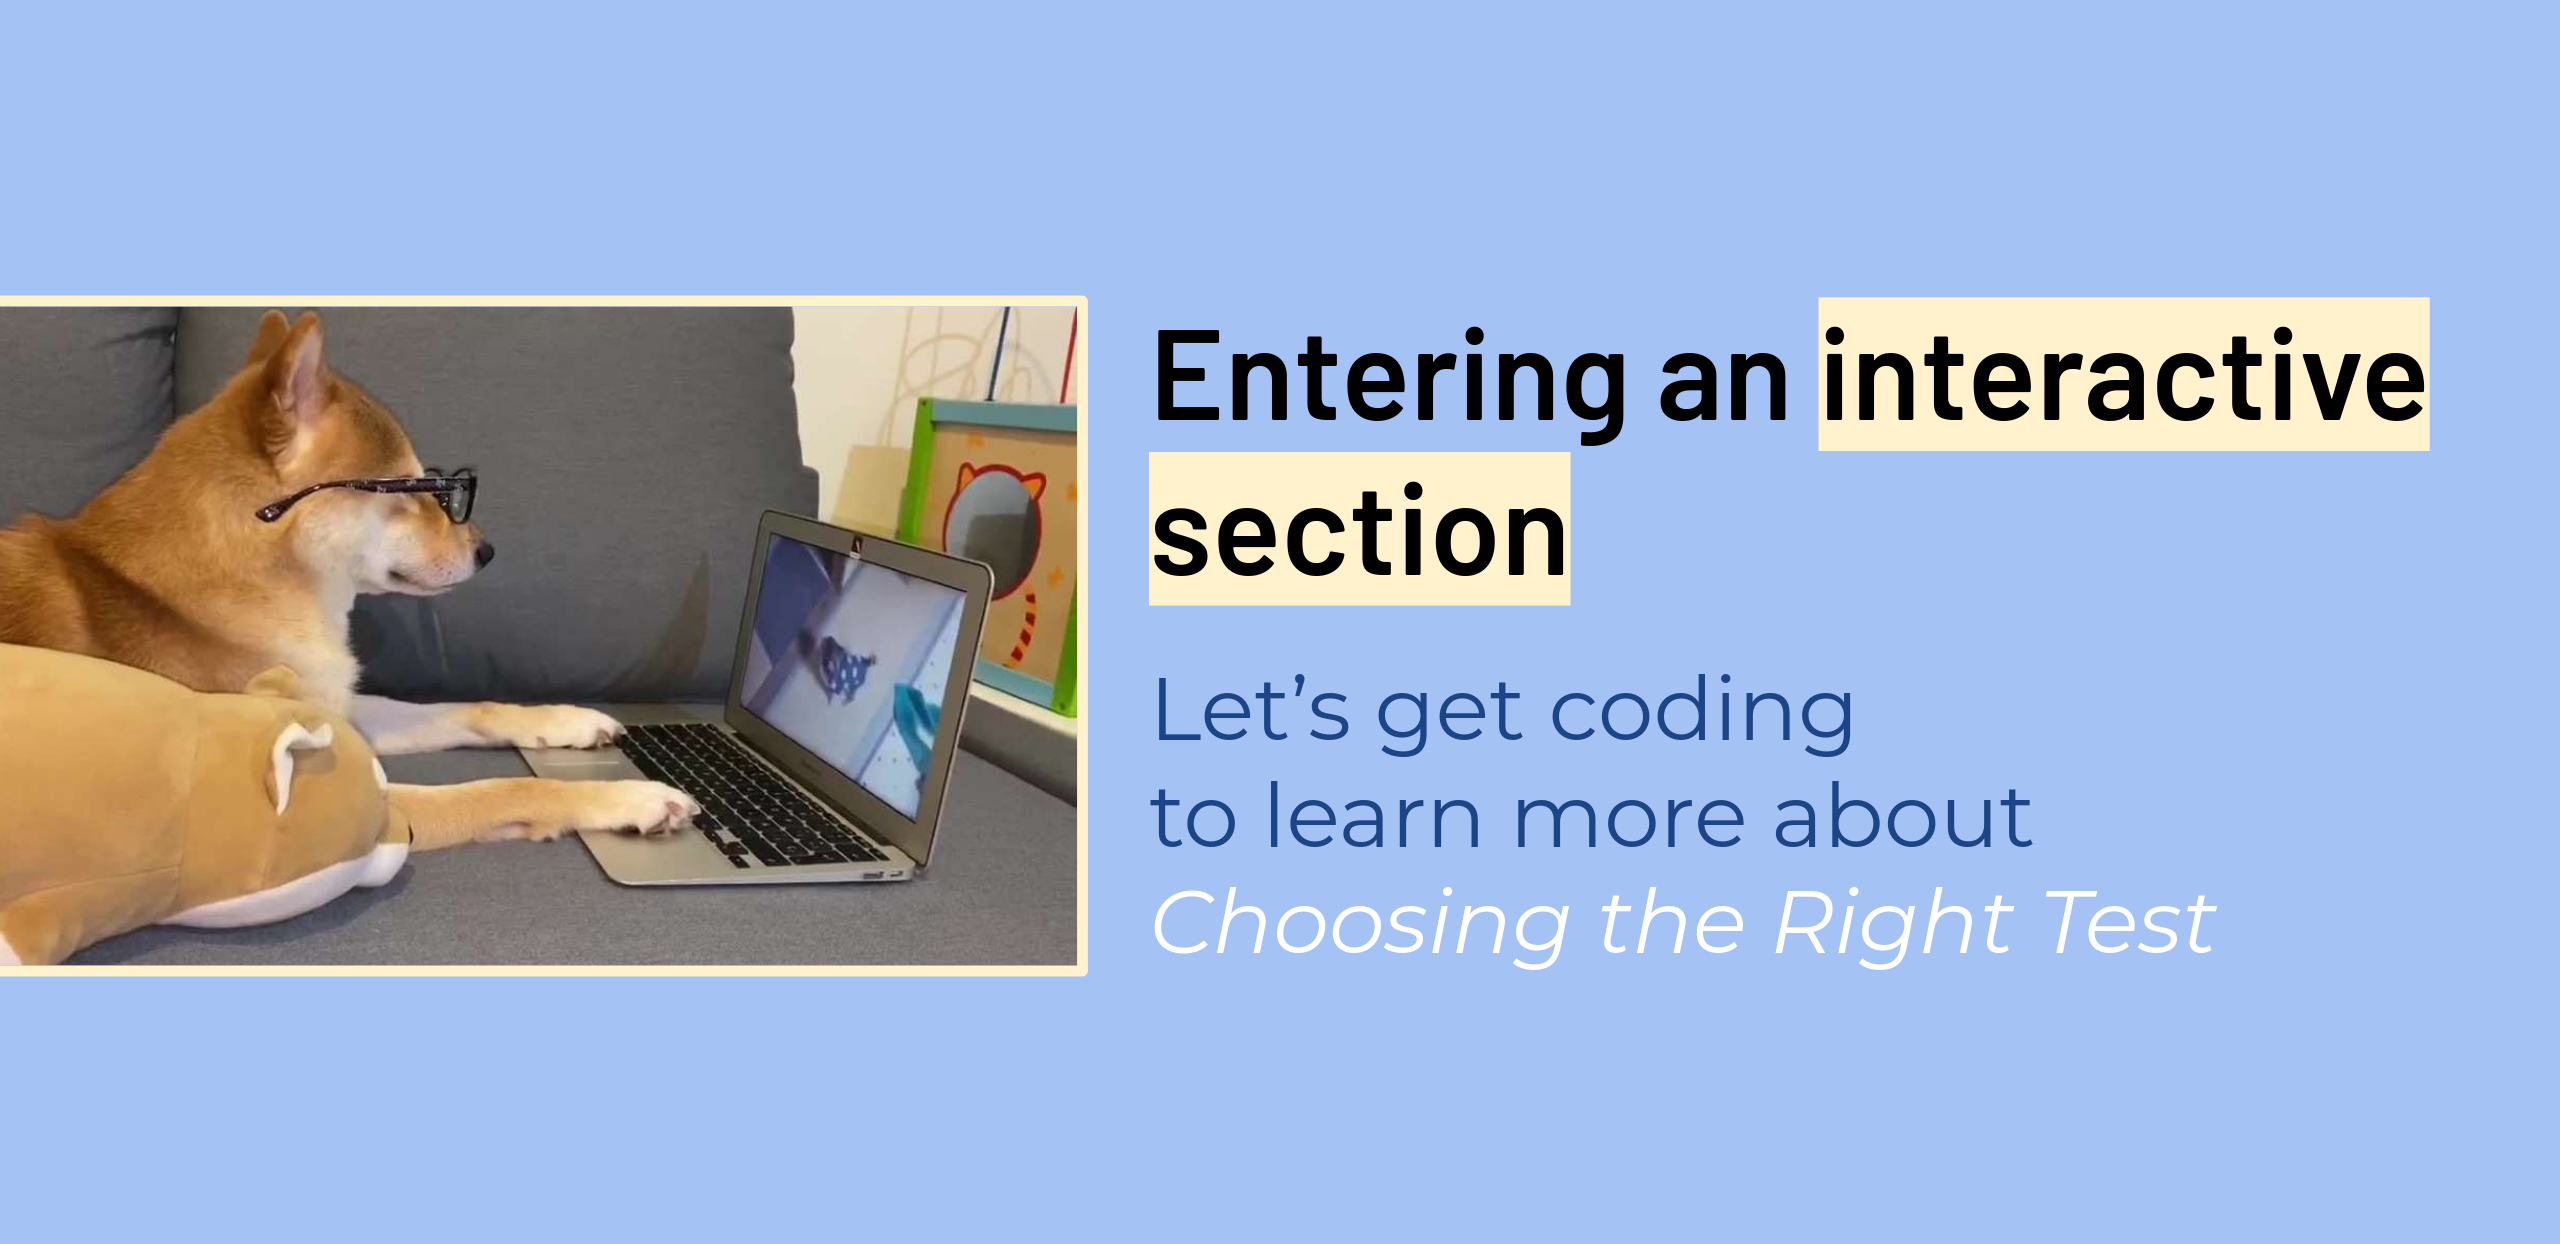 Entering an interactive
section
Let’s get coding
to learn more about
Choosing the Right Test